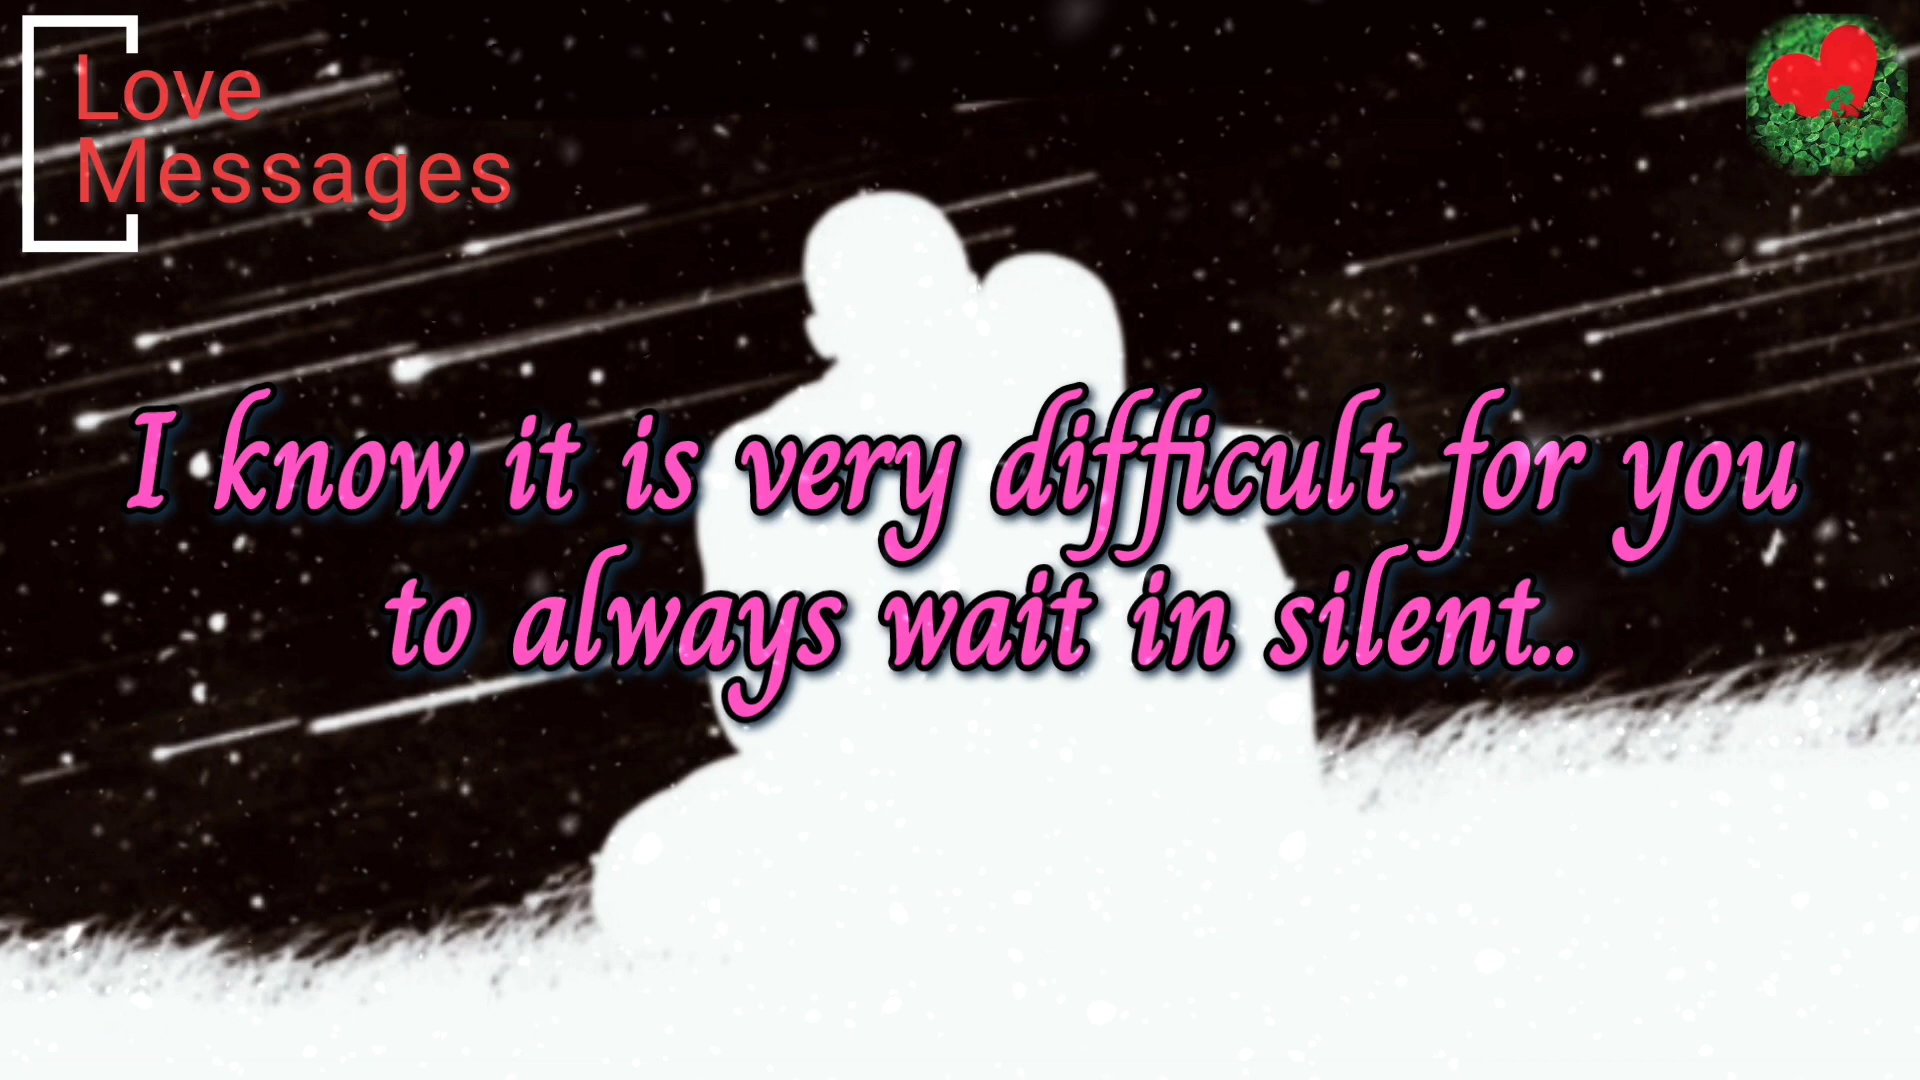 Love
Messages
I know it is very difficult for you
to always wait in silent..